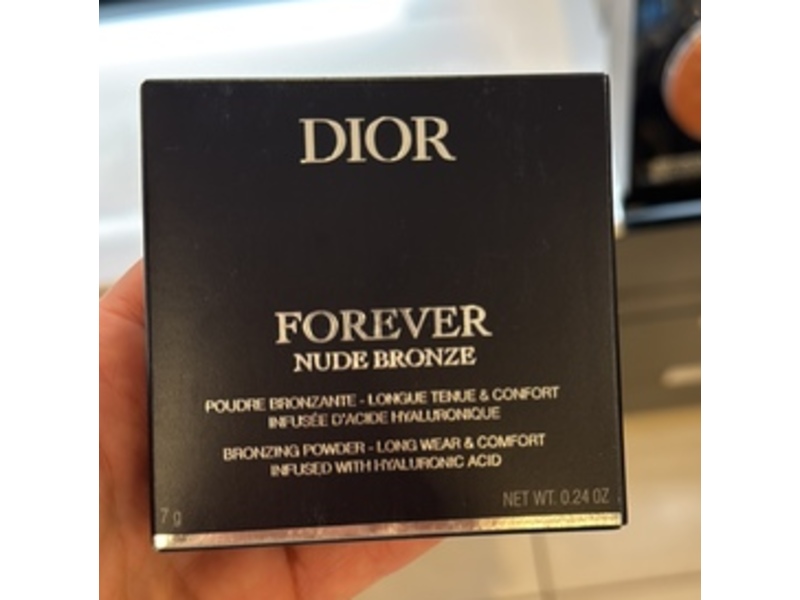 DIOR
FOREVER
NUDE BRONZE
POUDRE BRONZANTE - LONGUE TENUE & CONFORT
INFUSÉE D'ACIDE HYALURONIQUE
BRONZING POWDER - LONG WEAR & COMFORT
INFUSED WITH HYALURONIC ACID
NET WT. 0.24 OZ
7 g